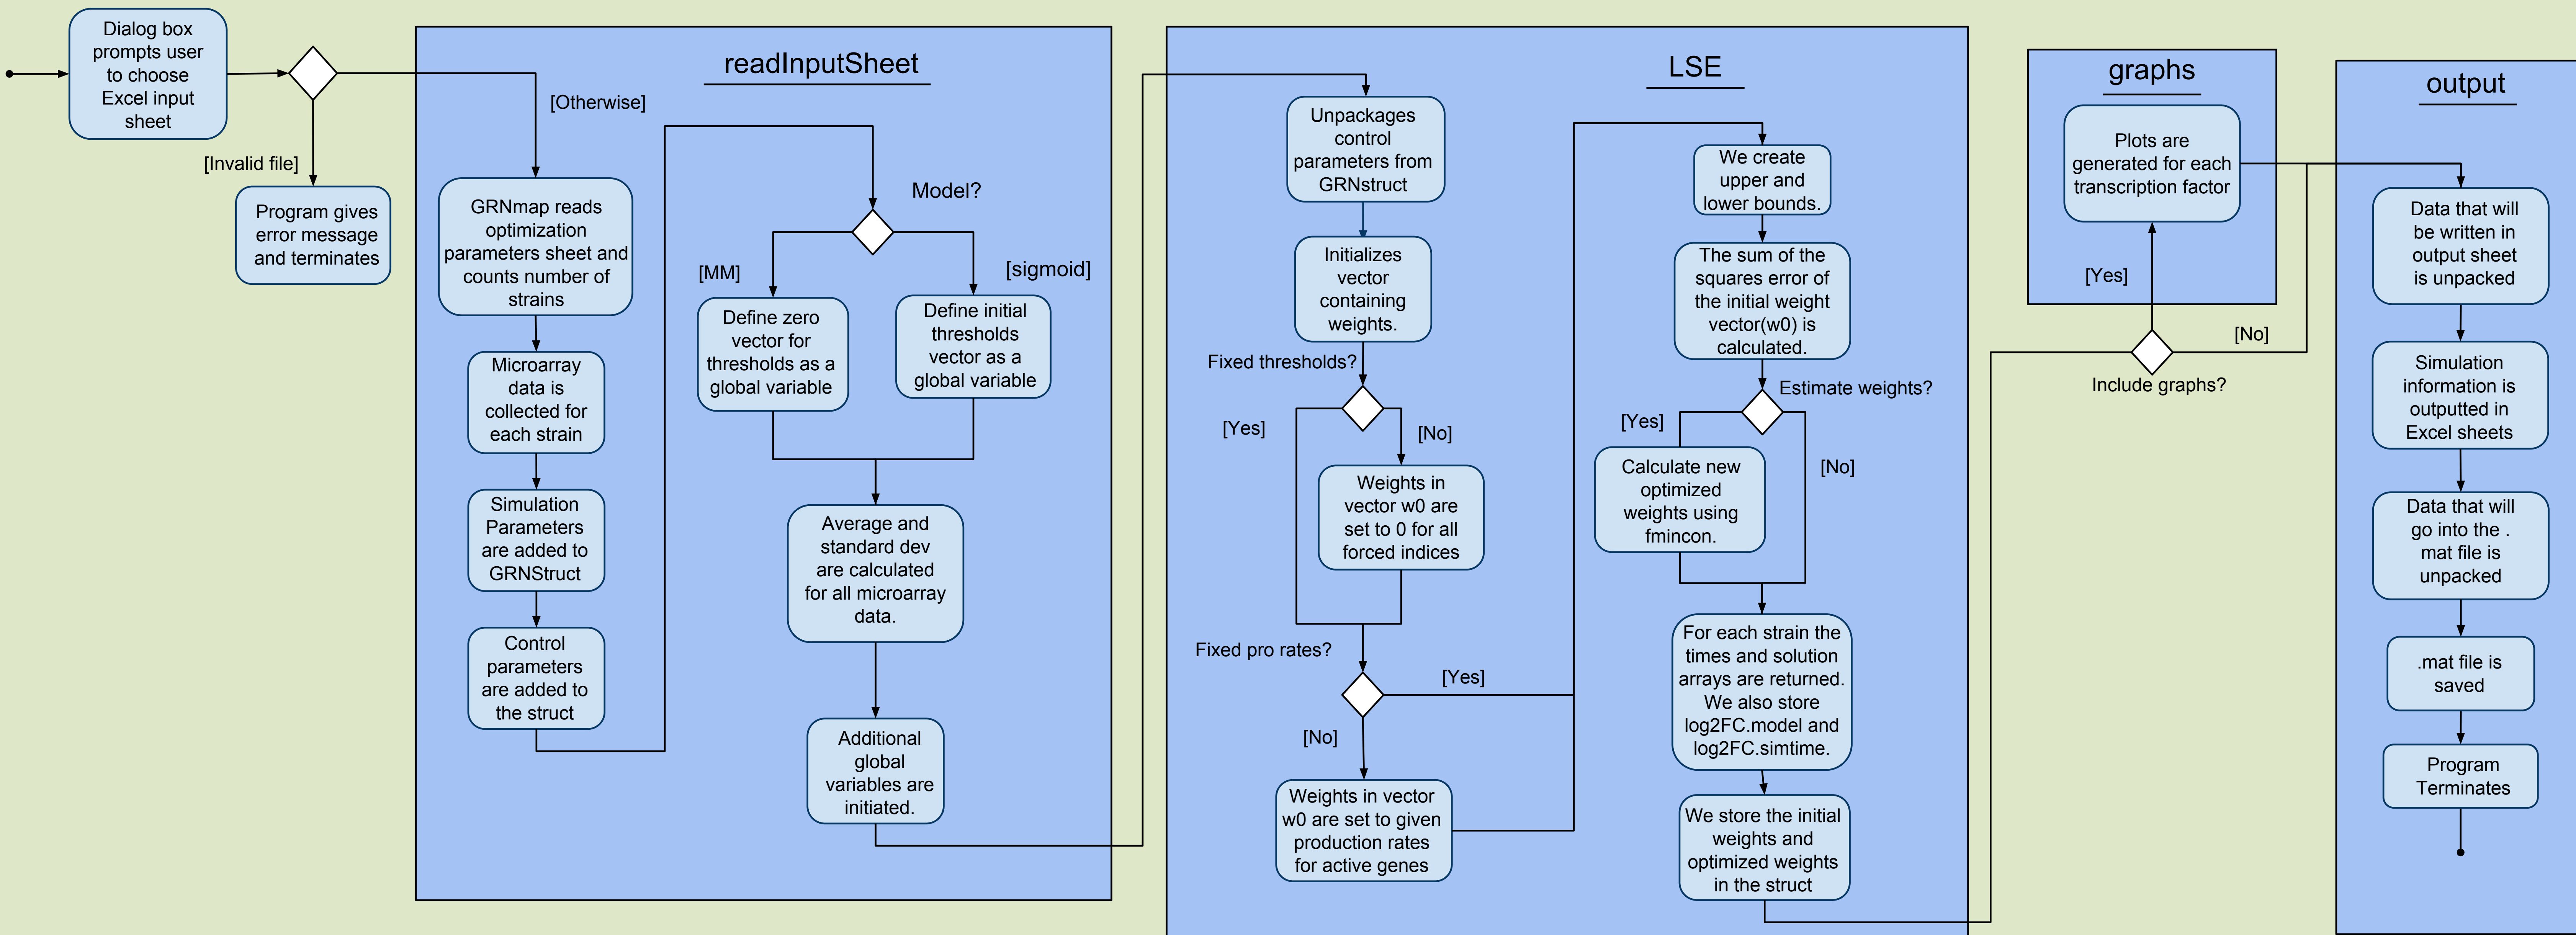 Dialog box
prompts user
to choose
Excel input
sheet
[Invalid file]
Program gives
error message
and terminates
readInputSheet
[Otherwise]
GRNmap reads
optimization
parameters sheet and
counts number of
strains
Microarray
data is
collected for
each strain
Simulation
Parameters
are added to
GRNStruct
Control
parameters
are added to
the struct
Model?
[MM]
[sigmoid]
Define zero
vector for
thresholds as a
global variable
Define initial
thresholds
vector as a
global variable
Average and
standard dev
are calculated
for all microarray
data.
Additional
global
variables are
initiated.
LSE
Unpackages
control
parameters from
GRNstruct
Initializes
vector
containing
weights.
Fixed thresholds?
[Yes]
[No]
Weights in
vector w0 are
set to 0 for all
forced indices
Fixed pro rates?
[Yes]
[No]
Weights in vector
w0 are set to given
production rates
for active genes
We create
upper and
lower bounds.
The sum of the
squares error of
the initial weight
vector(w0) is
calculated.
Estimate weights?
[Yes]
[No]
Calculate new
optimized
weights using
fmincon.
For each strain the
times and solution
arrays are returned.
We also store
log2FC.model and
log2FC.simtime.
We store the initial
weights and
optimized weights
in the struct
graphs
Plots are
generated for each
transcription factor
[Yes]
[No]
Include graphs?
output
Data that will
be written in
output sheet
is unpacked
Simulation
information is
outputted in
Excel sheets
Data that will
go into the .
mat file is
unpacked
.mat file is
saved
Program
Terminates